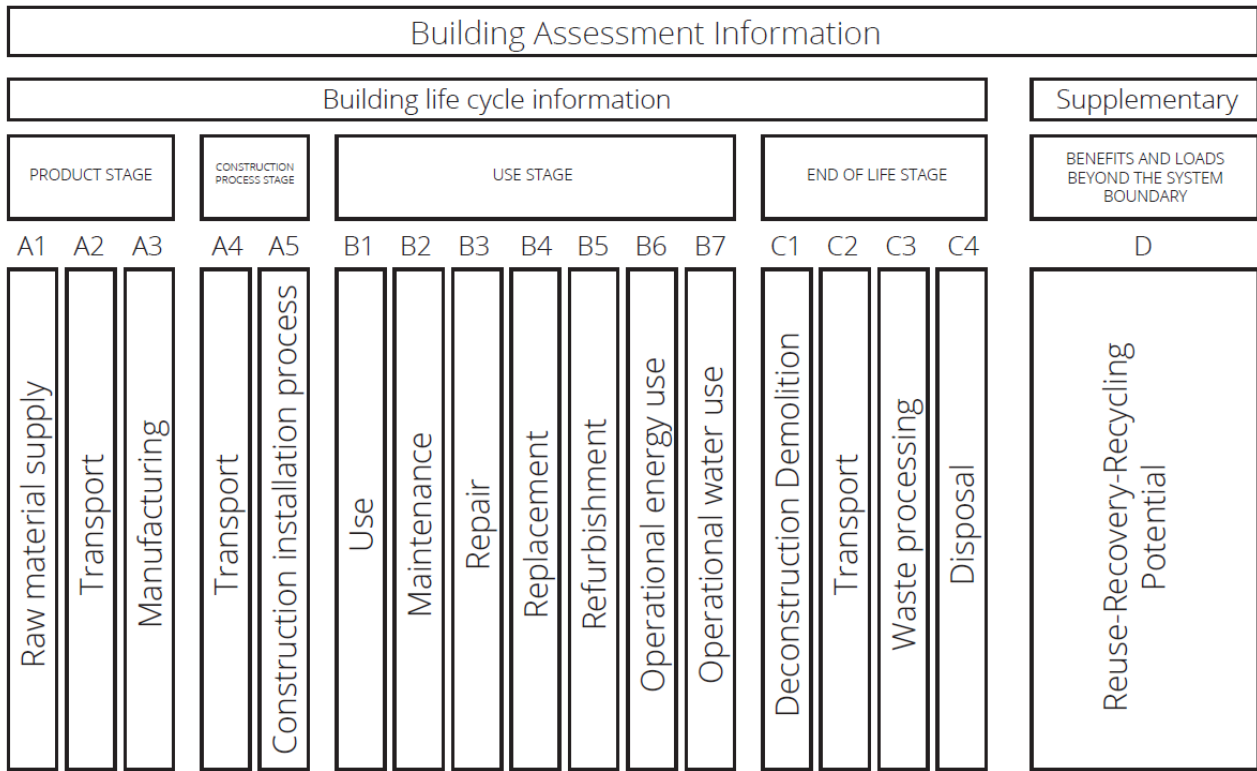 Building Assessment Information
Building life cycle information
Supplementary
PRODUCT STAGE
CONSTRUCTION
PROCESS STAGE
USE STAGE
END OF LIFE STAGE
BENEFITS AND LOADS
BEYOND THE SYSTEM
BOUNDARY
A1
A2
A3
A4
A5
B1
B2
B3
B4
B5
B6
B7
C1
C2
C3
C4
D
Raw material supply
Transport
Manufacturing
Transport
Construction installation process
Use
Maintenance
Repair
Replacement
Refurbishment
Operational energy use
Operational water use
Deconstruction Demolition
Transport
Waste processing
Disposal
Reuse-Recovery-Recycling
Potential